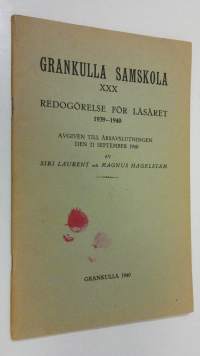 GRANKULLA SAMSKOLA
XXX
REDOGÖRELSE FÖR LÄSÅRET
1939–1940
AVGIVEN TILL ÅRSAVSLUTNINGEN
DEN 21 SEPTEMBER 1940
AV
SIRI LAURENT och MAGNUS HAGELSTAM
GRANKULLA 1940